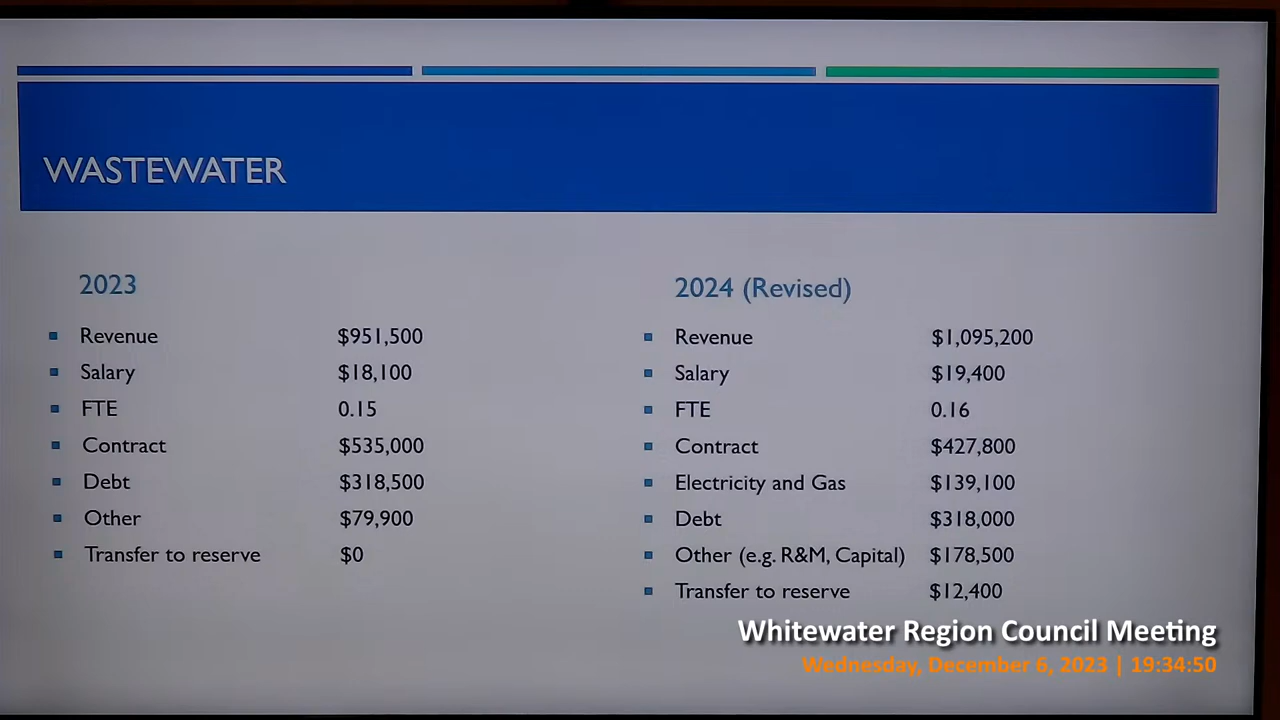 WASTEWATER
2023
Revenue $951,500
Salary $18,100
FTE 0.15
Contract $535,000
Debt $318,500
Other $79,900
Transfer to reserve $0
2024 (Revised)
Revenue $1,095,200
Salary $19,400
FTE 0.16
Contract $427,800
Electricity and Gas $139,100
Debt $318,000
Other (e.g. R&M, Capital) $178,500
Transfer to reserve $12,400
Whitewater Region Council Meeting
Wednesday, December 6, 2023 | 19:34:50